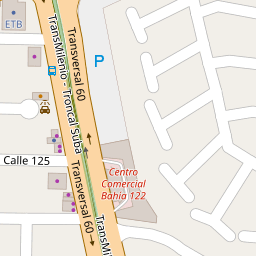 ETB
TransMilenio - Troncal Suba
Transversal 60
P
Calle 125
Transversal 60
TransMi
Centro
Comercial
Bahía 122